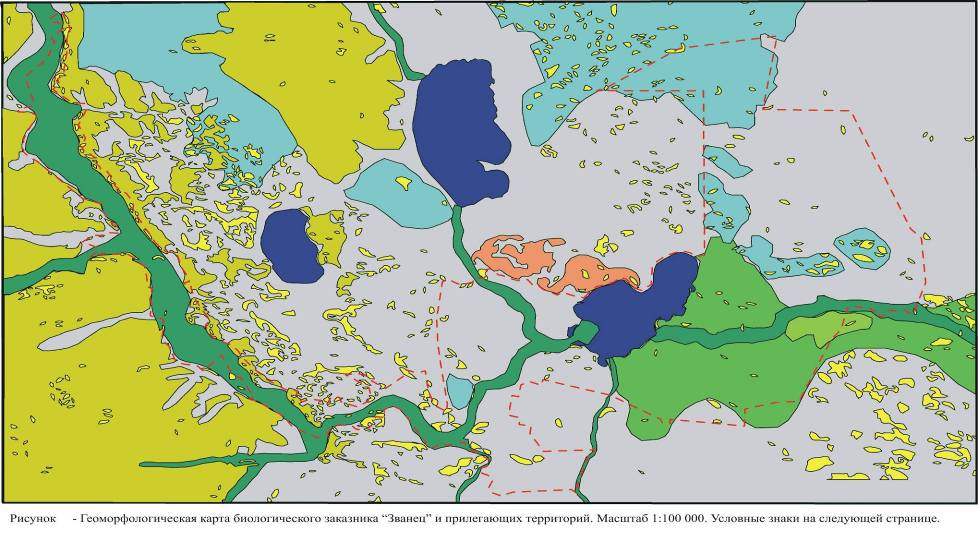 Рисунок - Геоморфологическая карта биологического заказника “Званец” и прилегающих территорий. Масштаб 1:100 000. Условные знаки на следующей странице.